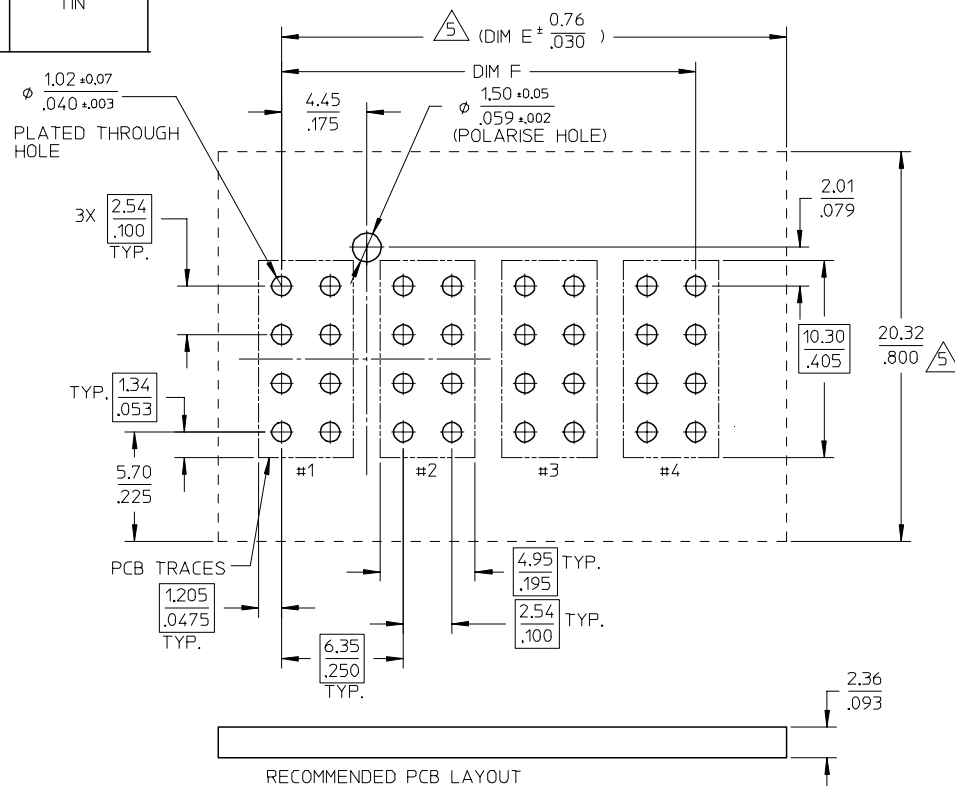 TIN
5 (DIM E ± 0.76
.030 )
DIM F
ϕ 1.02 ±0.07
.040 ±.003
PLATED THROUGH
HOLE
4.45
.175
ϕ 1.50 ±0.05
.059 ±.002
(POLARISE HOLE)
2.01
.079
3X 2.54
.100
TYP.
10.30
.405
20.32
.800 5
TYP. 1.34
.053
5.70
.225
#1 #2 #3 #4
PCB TRACES
4.95 TYP.
.195
1.205
.0475
TYP.
2.54 TYP.
.100
6.35
.250
TYP.
2.36
.093
RECOMMENDED PCB LAYOUT